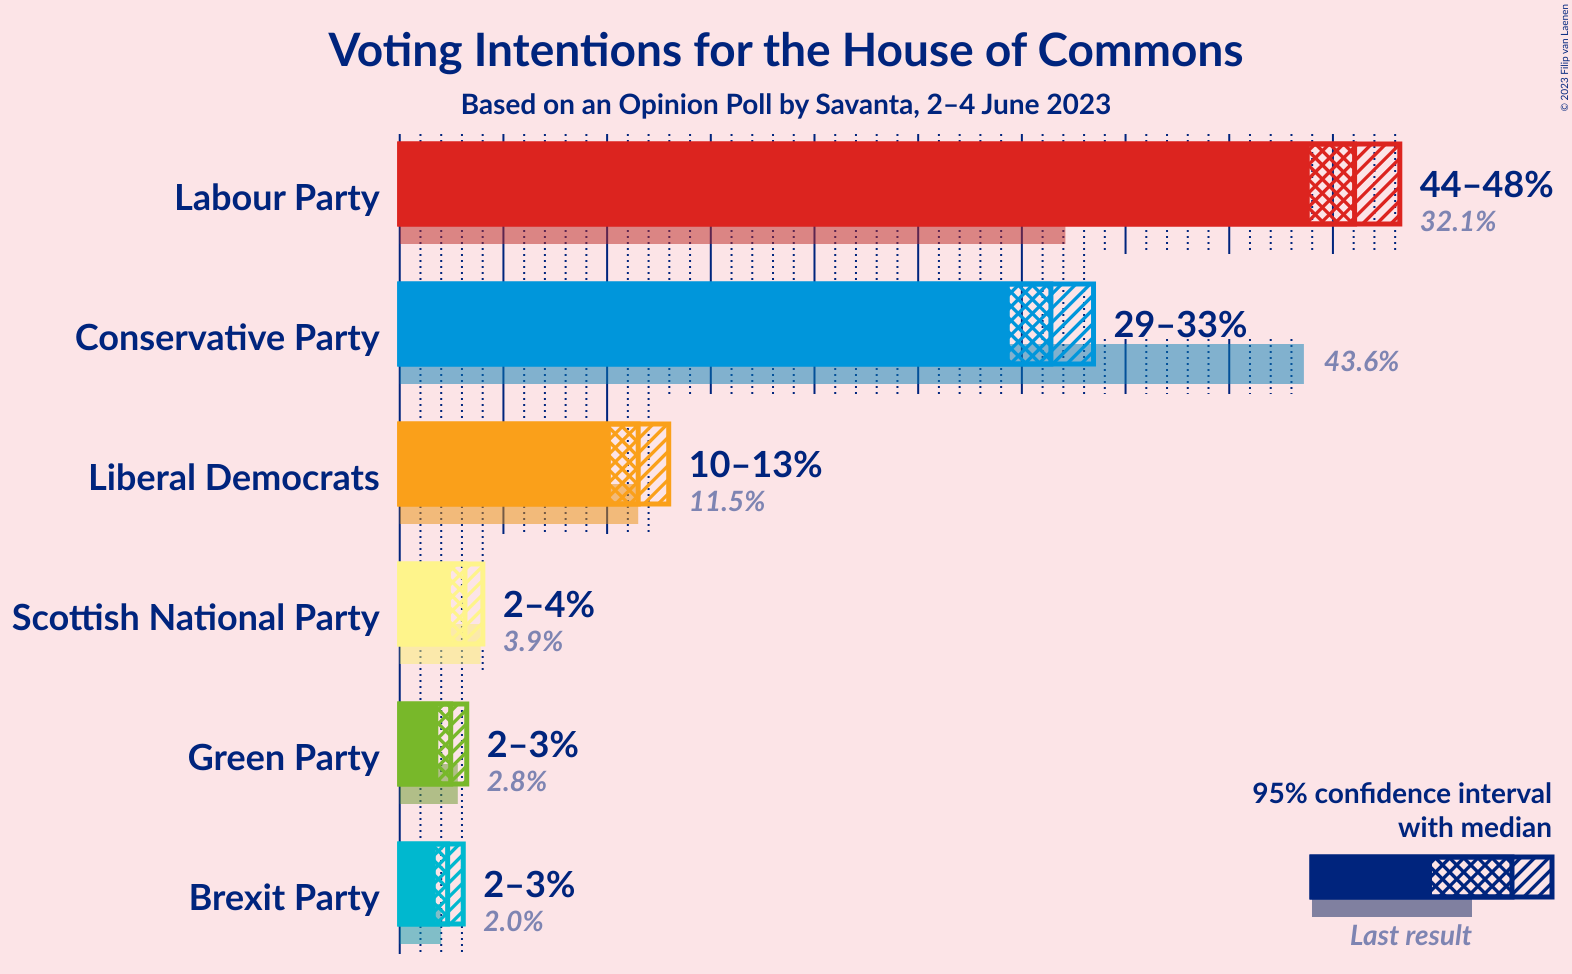 Voting Intentions for the House of Commons
Based on an Opinion Poll by Savanta, 2–4 June 2023
© 2023 Filip van Laenen
Labour Party
44–48%
32.1%
Conservative Party
29–33%
43.6%
Liberal Democrats
10–13%
11.5%
Scottish National Party
2–4%
3.9%
Green Party
2–3%
2.8%
Brexit Party
2–3%
2.0%
95% confidence interval
with median
Last result